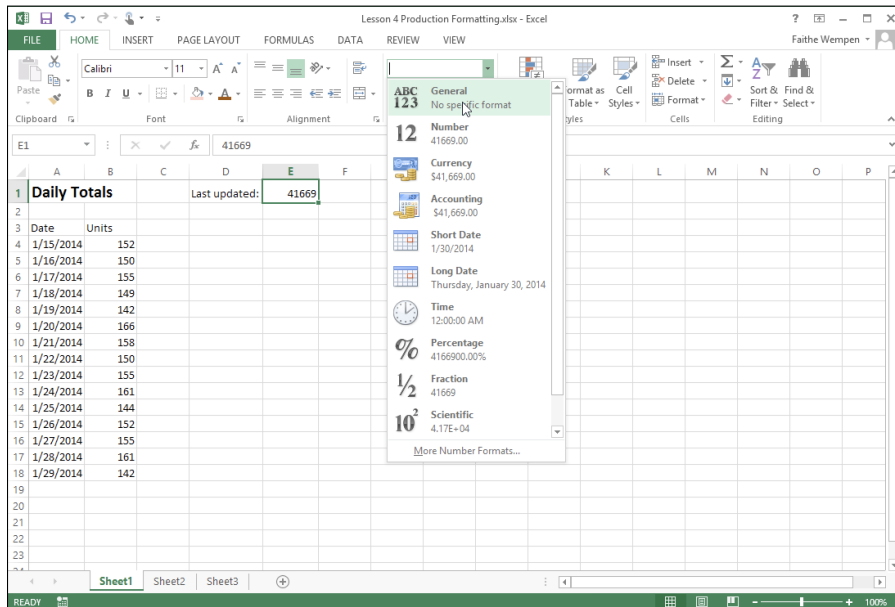 Lesson 4 Production Formatting.xlsx - Excel
FILE HOME INSERT PAGE LAYOUT FORMULAS DATA REVIEW VIEW Faithe Wempen
Paste
Calibri 11
B I U
Insert
Delete
Format
ormat as Table
Cell Styles
Sort & Filter
Find & Select
Clipboard Font Alignment yles Cells Editing
E1 fx 41669
A B C D E F K L M N O P
1 Daily Totals Last updated: 41669
2
3 Date Units
4 1/15/2014 152
5 1/16/2014 150
6 1/17/2014 155
7 1/18/2014 149
8 1/19/2014 142
9 1/20/2014 166
10 1/21/2014 158
11 1/22/2014 150
12 1/23/2014 155
13 1/24/2014 161
14 1/25/2014 144
15 1/26/2014 152
16 1/27/2014 155
17 1/28/2014 161
18 1/29/2014 142
19
20
21
22
23
ABC 123
General
No specific format
12
Number
41669.00
Currency
$41,669.00
Accounting
$41,669.00
Short Date
1/30/2014
Long Date
Thursday, January 30, 2014
Time
12:00:00 AM
%
Percentage
4166900.00%
1/2
Fraction
41669
10²
Scientific
4.17E+04
More Number Formats...
Sheet1 Sheet2 Sheet3
READY 100%